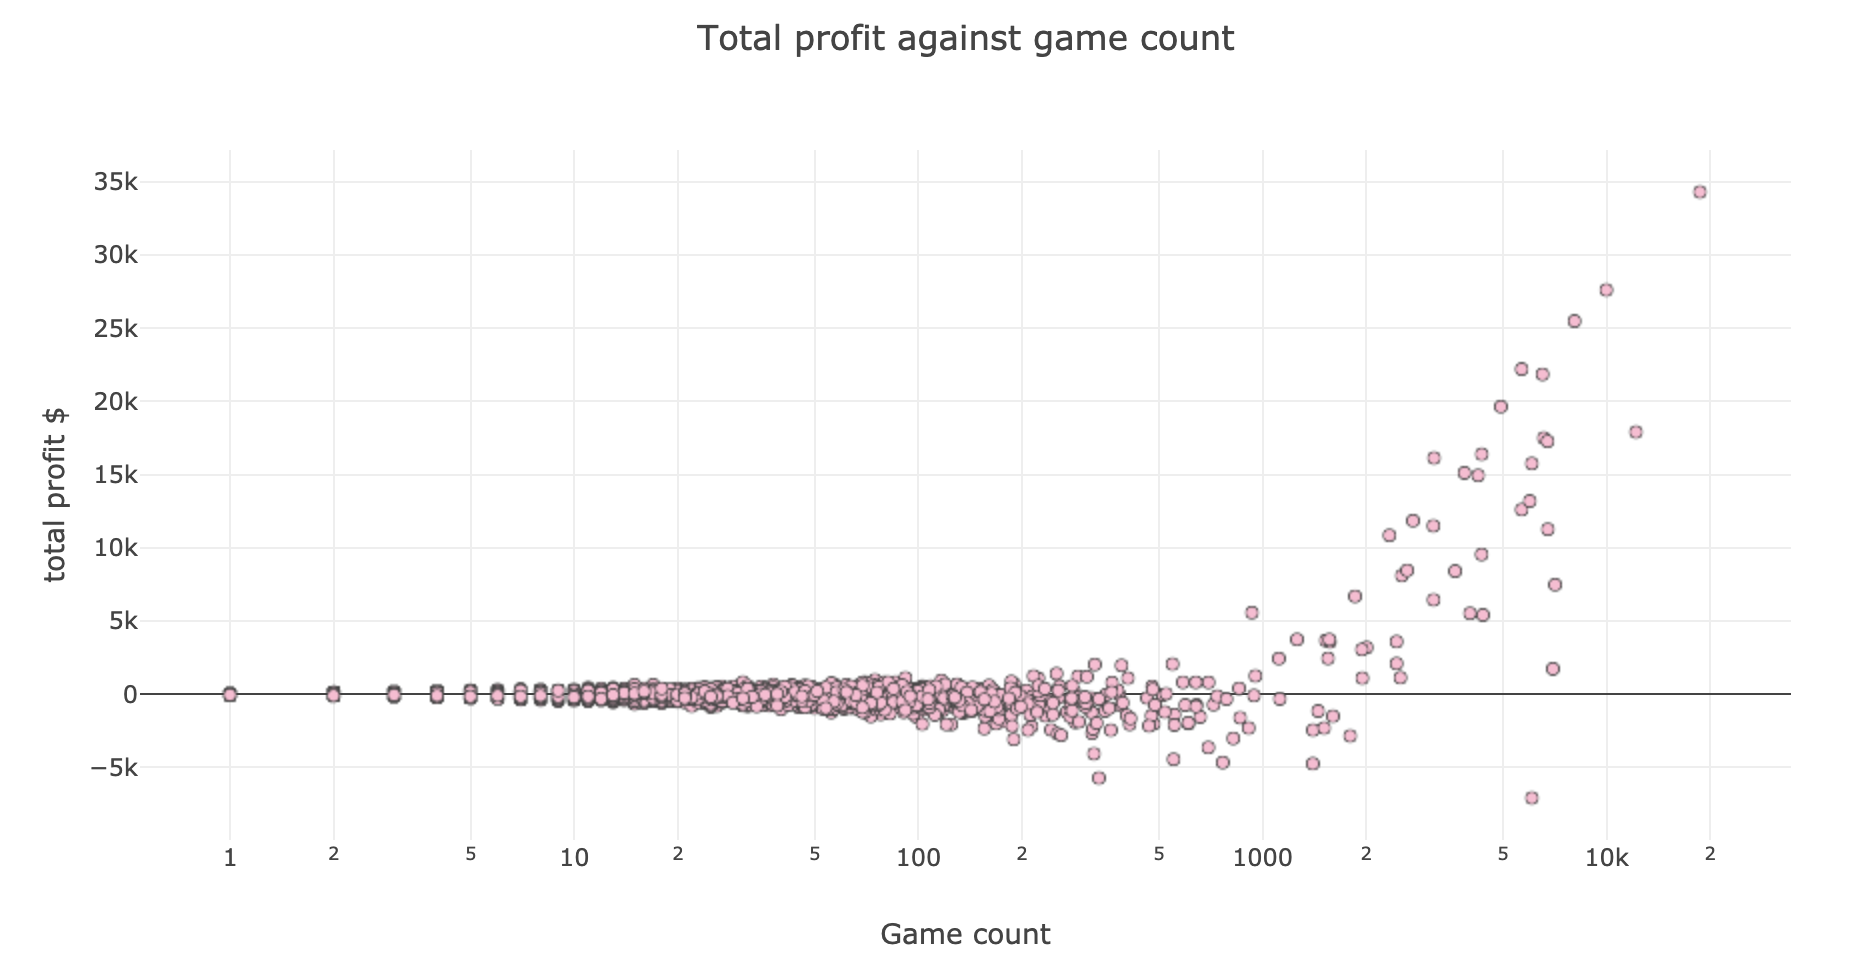 Total profit against game count
35k
30k
25k
20k
15k
10k
5k
0
−5k
total profit $
1 2 5 10 2 5 100 2 5 1000 2 5 10k 2
Game count